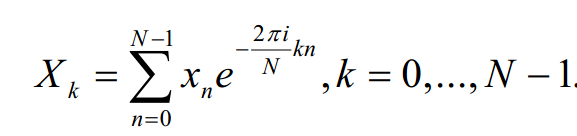 X_k = \sum_{n=0}^{N-1} x_n e^{-\frac{2\pi i}{N}kn}, k = 0,..., N − 1.